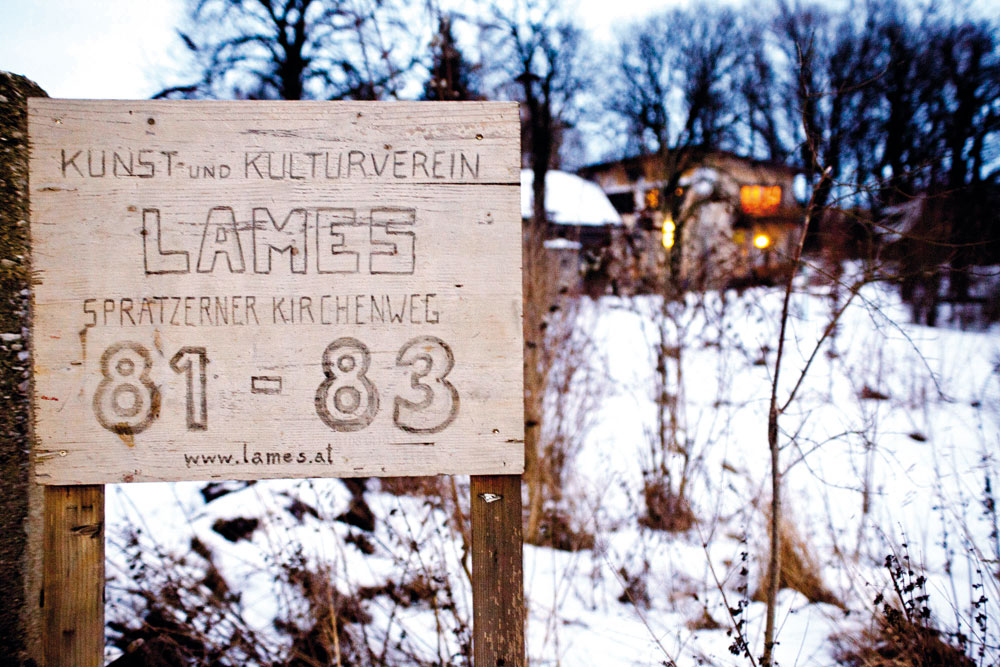 KUNST- UND KULTURVEREIN
LAMES
SPRATZERNER KIRCHENWEG
81-83
www.lames.at